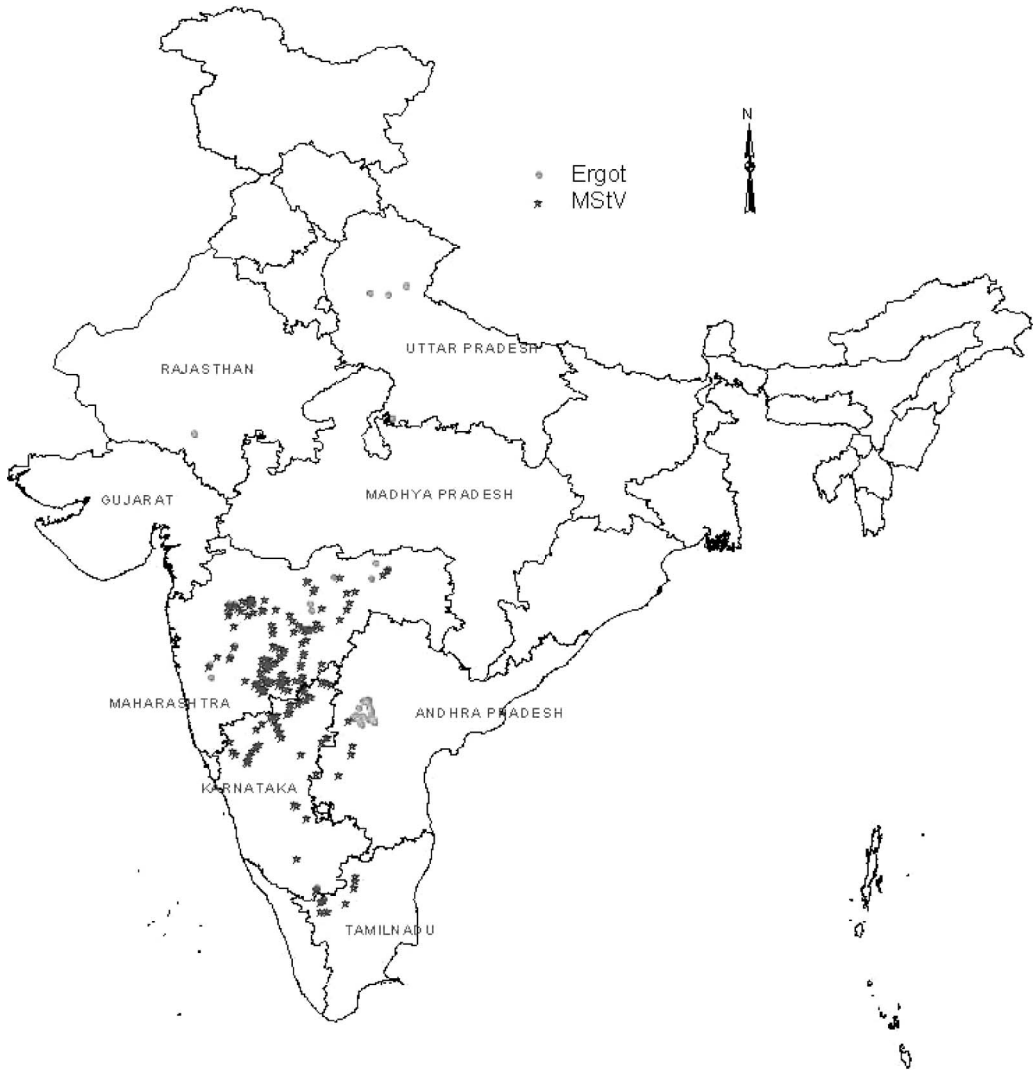 N
Ergot
MStV
UTTAR PRADESH
RAJASTHAN
MADHYA PRADESH
GUJARAT
MAHARASHTRA
ANDHRA PRADESH
KARNATAKA
TAMILNADU